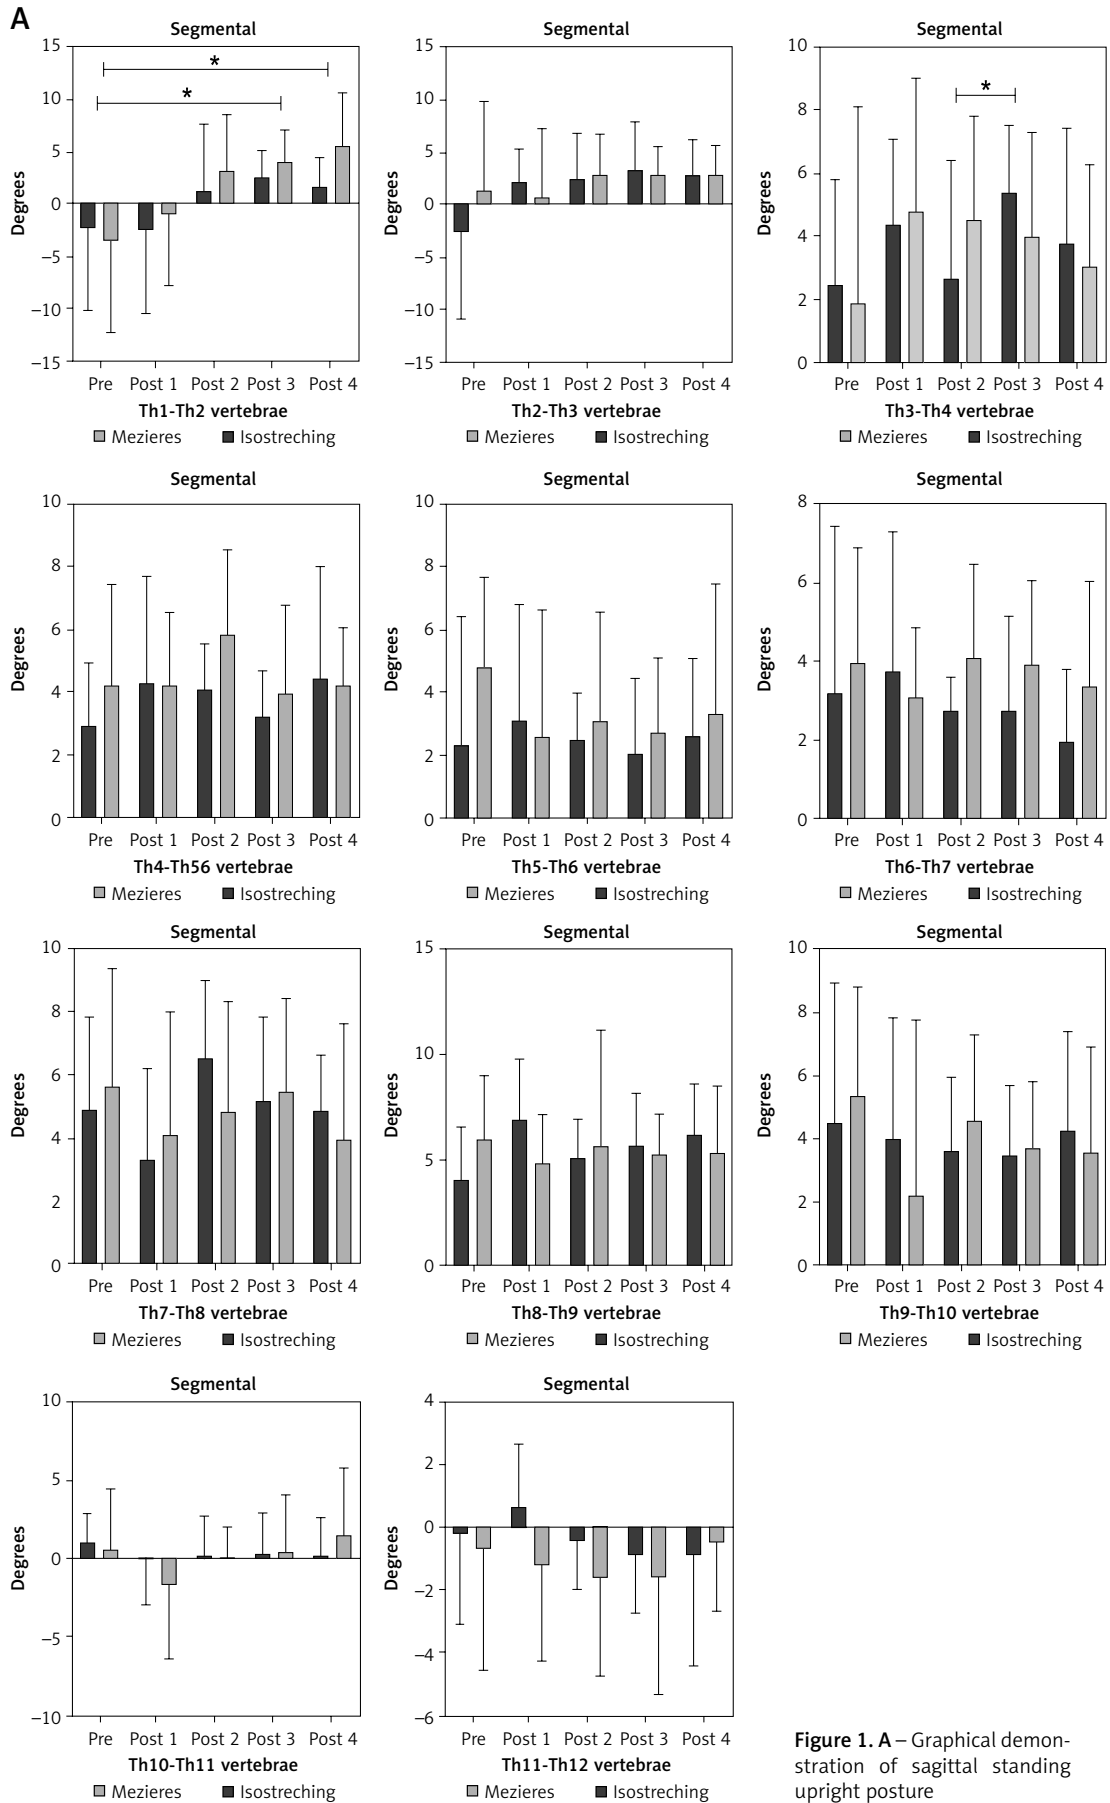 A
Segmental
15
10
5
0
−5
−10
−15
Degrees
*
*
Pre Post 1 Post 2 Post 3 Post 4
Th1-Th2 vertebrae
Mezieres Isostreching
Segmental
15
10
5
0
−5
−10
−15
Degrees
Pre Post 1 Post 2 Post 3 Post 4
Th2-Th3 vertebrae
Mezieres Isostreching
Segmental
10
8
6
4
2
0
Degrees
*
Pre Post 1 Post 2 Post 3 Post 4
Th3-Th4 vertebrae
Mezieres Isostreching
Segmental
10
8
6
4
2
0
Degrees
Pre Post 1 Post 2 Post 3 Post 4
Th4-Th56 vertebrae
Mezieres Isostreching
Segmental
10
8
6
4
2
0
Degrees
Pre Post 1 Post 2 Post 3 Post 4
Th5-Th6 vertebrae
Mezieres Isostreching
Segmental
8
6
4
2
0
Degrees
Pre Post 1 Post 2 Post 3 Post 4
Th6-Th7 vertebrae
Mezieres Isostreching
Segmental
10
8
6
4
2
0
Degrees
Pre Post 1 Post 2 Post 3 Post 4
Th7-Th8 vertebrae
Mezieres Isostreching
Segmental
15
10
5
0
Degrees
Pre Post 1 Post 2 Post 3 Post 4
Th8-Th9 vertebrae
Mezieres Isostreching
Segmental
10
8
6
4
2
0
Degrees
Pre Post 1 Post 2 Post 3 Post 4
Th9-Th10 vertebrae
Mezieres Isostreching
Segmental
10
5
0
−5
−10
Degrees
Pre Post 1 Post 2 Post 3 Post 4
Th10-Th11 vertebrae
Mezieres Isostreching
Segmental
4
2
0
−2
−4
−6
Degrees
Pre Post 1 Post 2 Post 3 Post 4
Th11-Th12 vertebrae
Mezieres Isostreching
Figure 1. A – Graphical demon-
stration of sagittal standing
upright posture